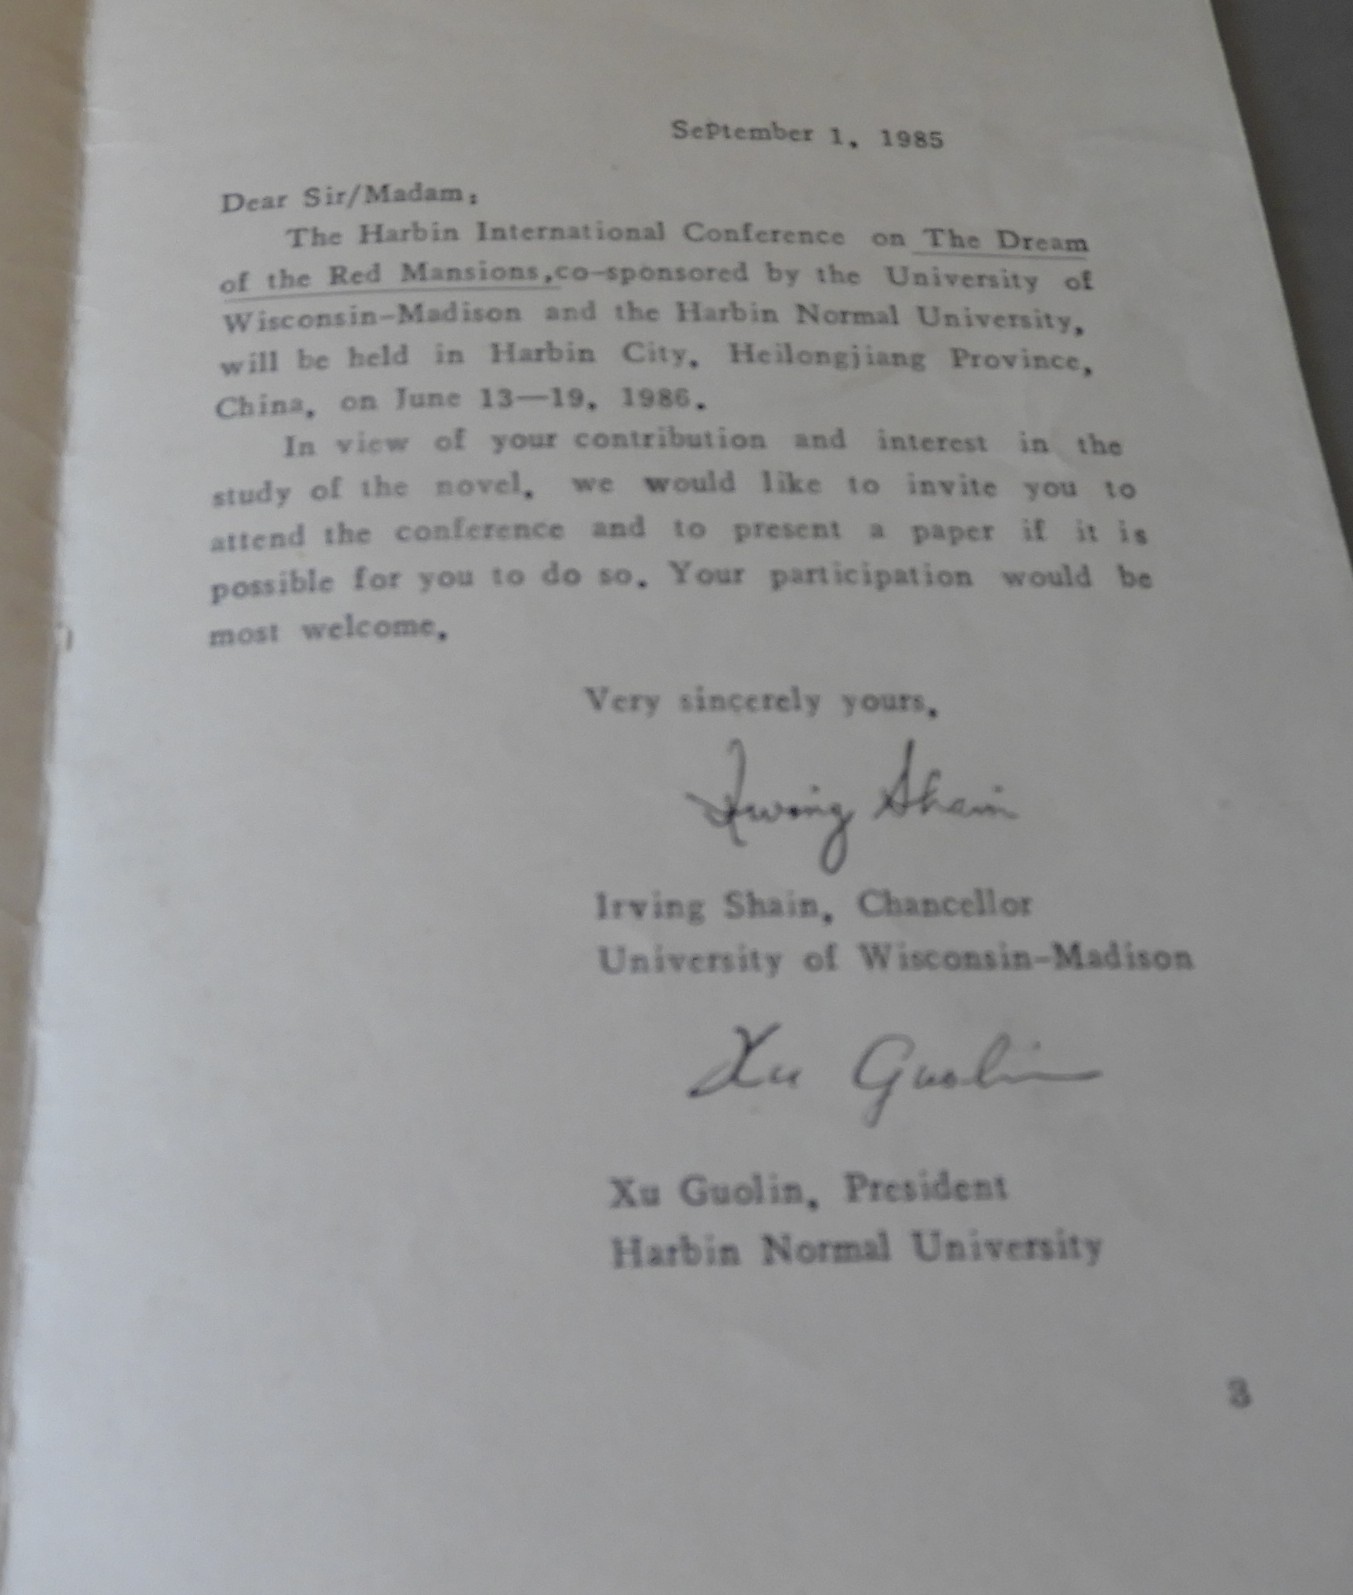 September 1, 1985
Dear Sir/Madam:
The Harbin International Conference on The Dream
of the Red Mansions, co-sponsored by the University of
Wisconsin-Madison and the Harbin Normal University,
will be held in Harbin City, Heilongjiang Province,
China, on June 13—19, 1986.
In view of your contribution and interest in the
study of the novel, we would like to invite you to
attend the conference and to present a paper if it is
possible for you to do so. Your participation would be
most welcome.
Very sincerely yours,
Irving Shain
Irving Shain, Chancellor
University of Wisconsin-Madison
Xu Guolin
Xu Guolin, President
Harbin Normal University
3